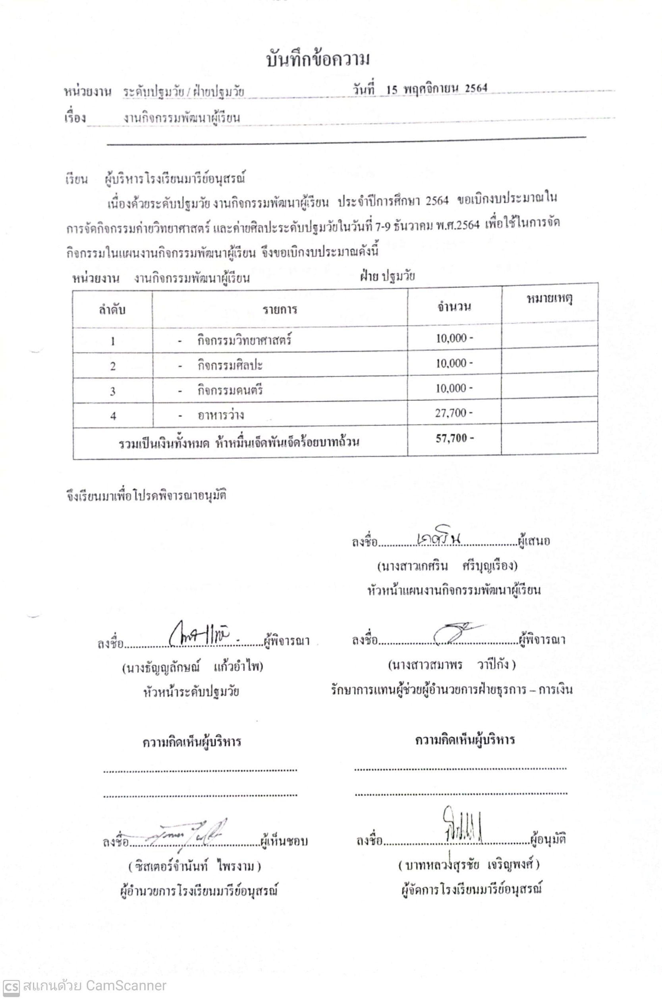 บันทึกข้อความ
หน่วยงาน ระดับปฐมวัย / ฝ่ายปฐมวัย วันที่ 15 พฤศจิกายน 2564
เรื่อง งานกิจกรรมพัฒนาผู้เรียน
เรียน ผู้บริหารโรงเรียนมารีย์อนุสรณ์
เนื่องด้วยระดับปฐมวัย งานกิจกรรมพัฒนาผู้เรียน ประจำปีการศึกษา 2564 ขอเบิกงบประมาณใน
การจัดกิจกรรมค่ายวิทยาศาสตร์ และค่ายศิลปะระดับปฐมวัยในวันที่ 7-9 ธันวาคม พ.ศ.2564 เพื่อใช้ในการจัด
กิจกรรมในแผนงานกิจกรรมพัฒนาผู้เรียน จึงขอเบิกงบประมาณดังนี้
หน่วยงาน งานกิจกรรมพัฒนาผู้เรียน ฝ่าย ปฐมวัย
ลำดับ รายการ จำนวน หมายเหตุ
1 - กิจกรรมวิทยาศาสตร์ 10,000 -
2 - กิจกรรมศิลปะ 10,000 -
3 - กิจกรรมดนตรี 10,000 -
4 - อาหารว่าง 27,700 -
รวมเป็นเงินทั้งหมด ห้าหมื่นเจ็ดพันเจ็ดร้อยบาทถ้วน 57,700 -
จึงเรียนมาเพื่อโปรดพิจารณาอนุมัติ
ลงชื่อ เกศริน ผู้เสนอ
(นางสาวเกศริน ศรีบุญเรือง)
หัวหน้าแผนงานกิจกรรมพัฒนาผู้เรียน
ลงชื่อ ผู้พิจารณา ลงชื่อ ผู้พิจารณา
(นางธัญญลักษณ์ แก้วอำไพ) (นางสาวสมาพร วาปีกัง )
หัวหน้าระดับปฐมวัย รักษาการแทนผู้ช่วยผู้อำนวยการฝ่ายธุรการ – การเงิน
ความคิดเห็นผู้บริหาร ความคิดเห็นผู้บริหาร
ลงชื่อ ผู้เห็นชอบ ลงชื่อ ผู้อนุมัติ
( ซิสเตอร์จำนันท์ ไพรงาม ) ( บาทหลวงสุรชัย เจริญพงศ์ )
ผู้อำนวยการโรงเรียนมารีย์อนุสรณ์ ผู้จัดการโรงเรียนมารีย์อนุสรณ์
CS สแกนด้วย CamScanner